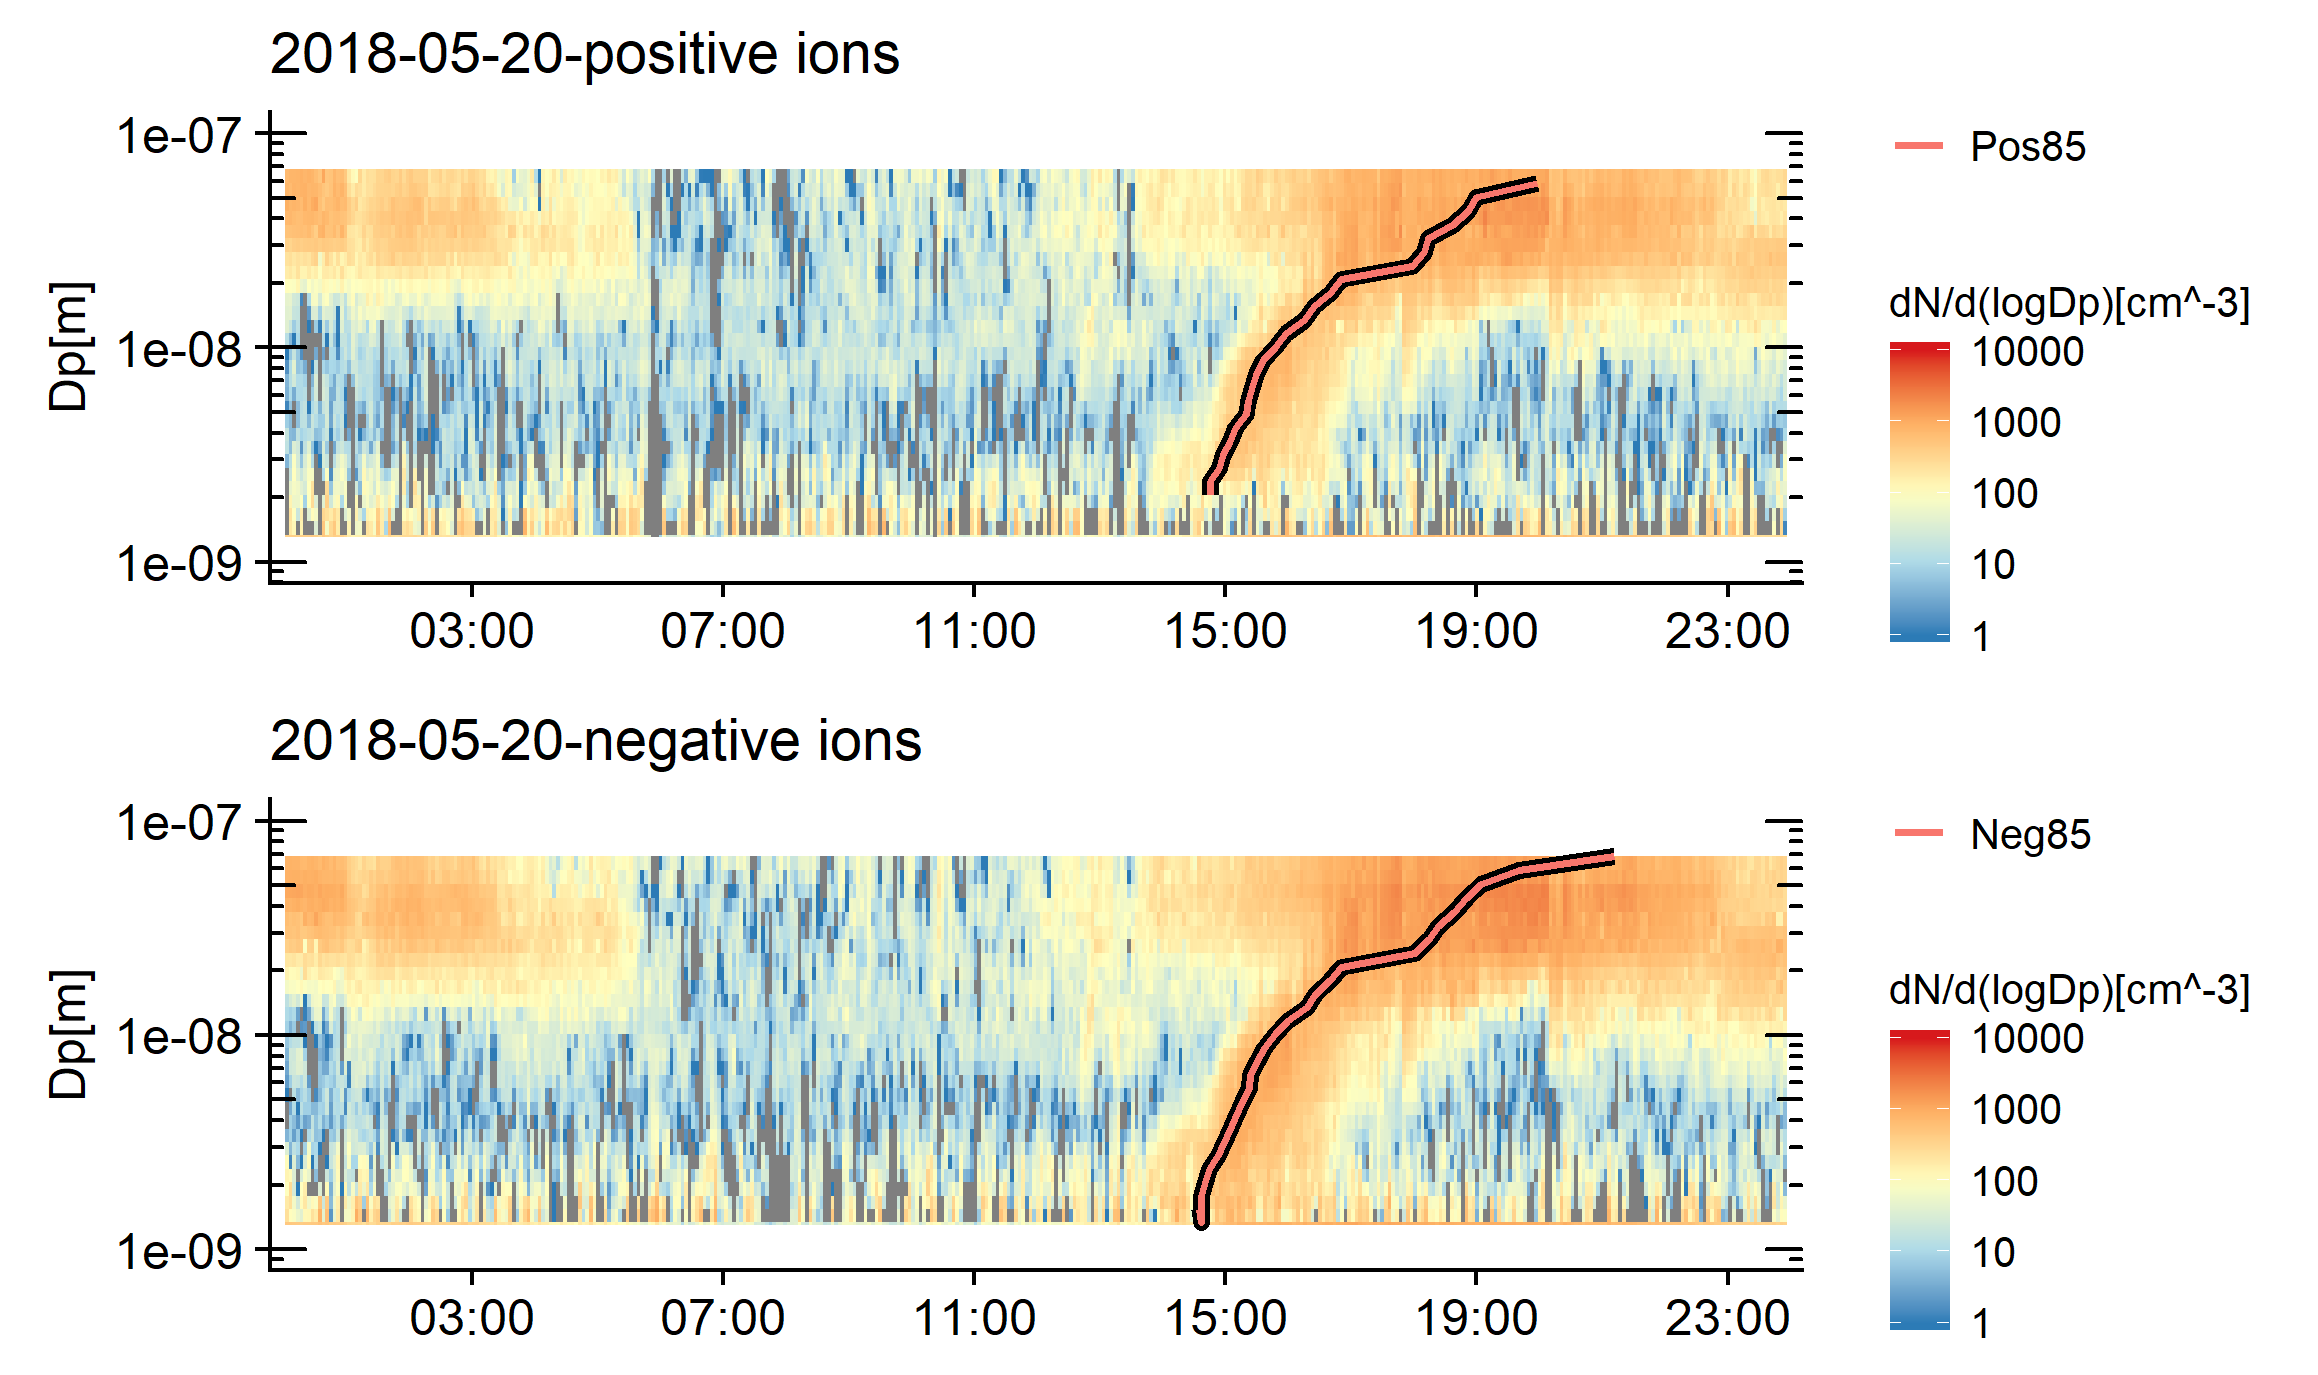 2018-05-20-positive ions
1e-07
1e-08
1e-09
Dp[m]
03:00 07:00 11:00 15:00 19:00 23:00
Pos85
dN/d(logDp)[cm^-3]
10000
1000
100
10
1
2018-05-20-negative ions
1e-07
1e-08
1e-09
Dp[m]
03:00 07:00 11:00 15:00 19:00 23:00
Neg85
dN/d(logDp)[cm^-3]
10000
1000
100
10
1